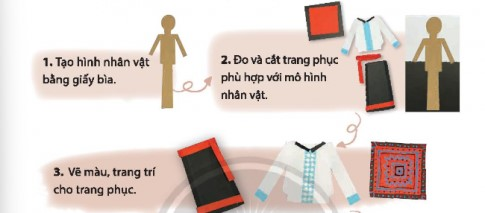 1. Tạo hình nhân vật
bằng giấy bìa.
2. Đo và cắt trang phục
phù hợp với mô hình
nhân vật.
3. Vẽ màu, trang trí
cho trang phục.